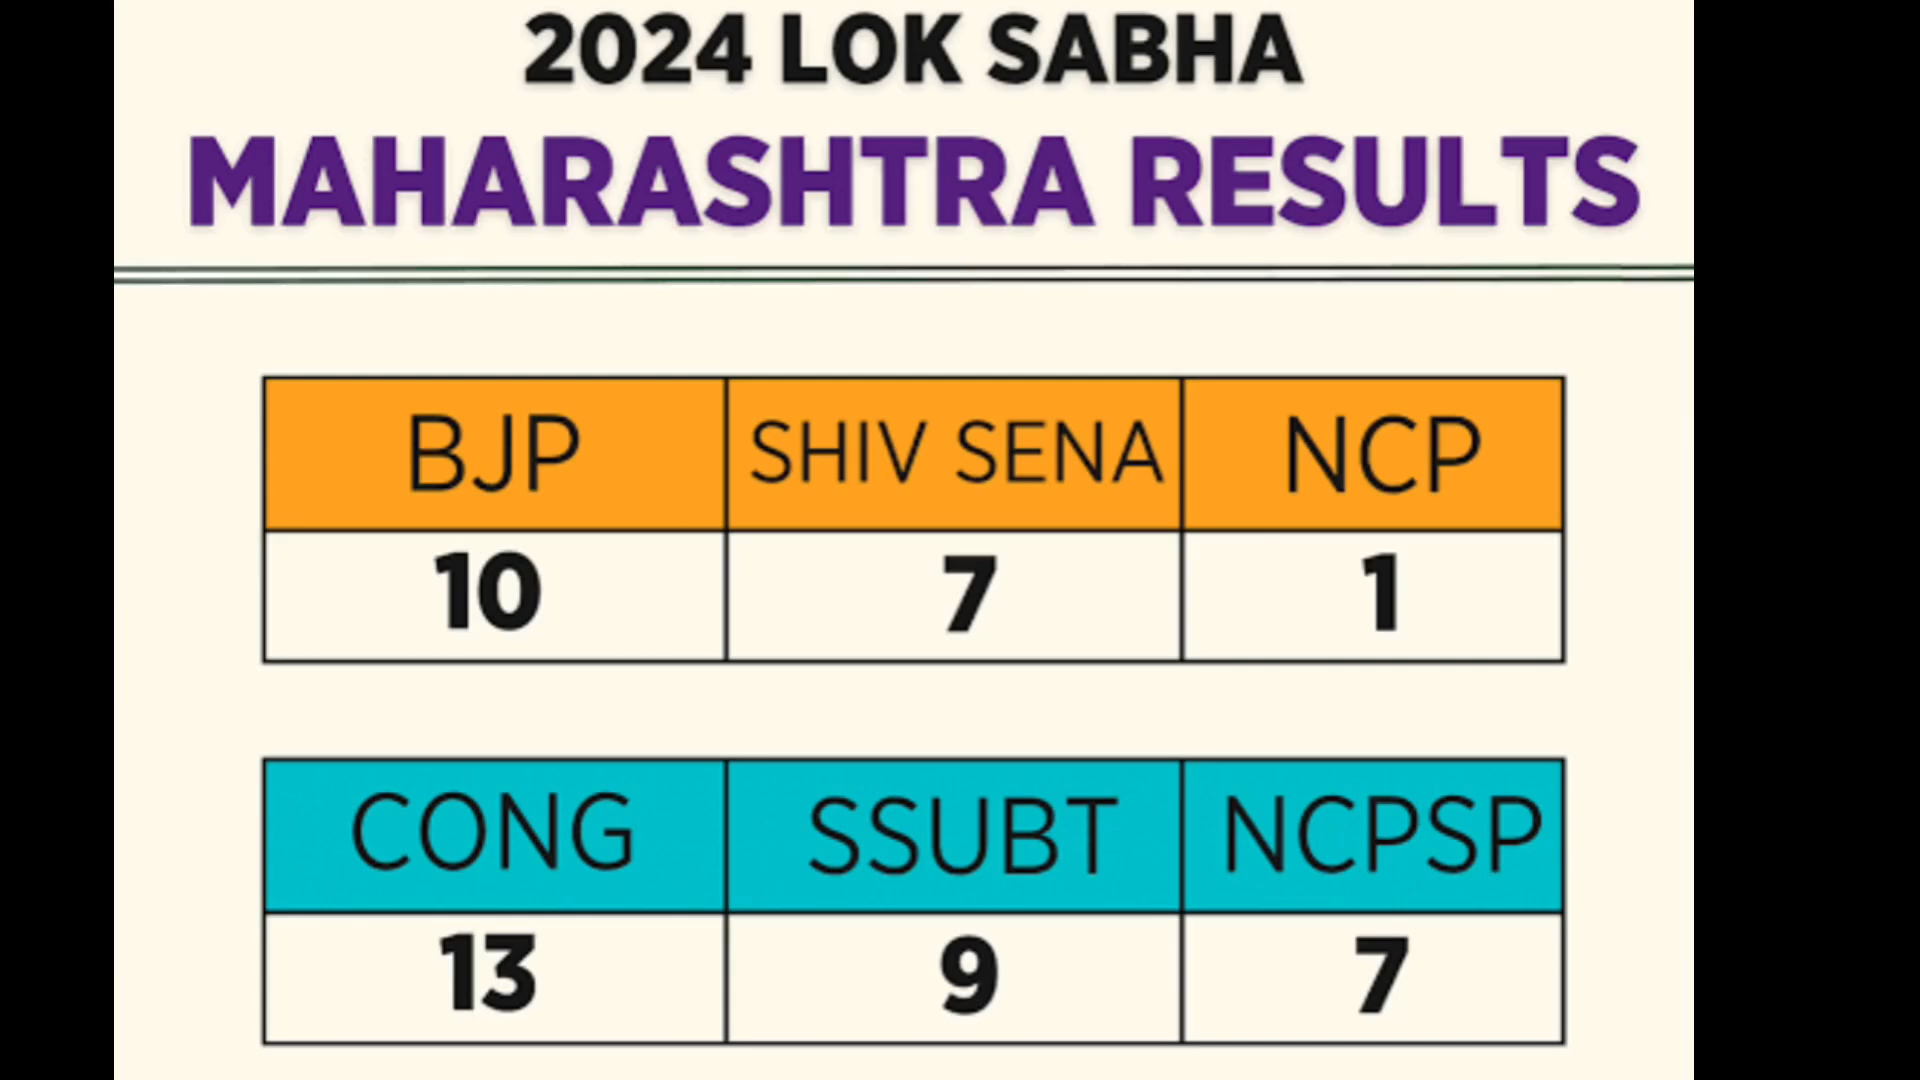 2024 LOK SABHA
MAHARASHTRA RESULTS
BJP SHIV SENA NCP
10 7 1
CONG SSUBT NCPSP
13 9 7